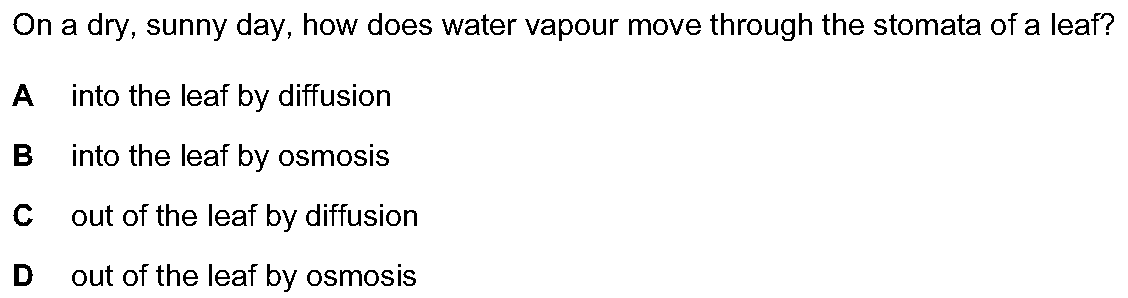 On a dry, sunny day, how does water vapour move through the stomata of a leaf?
A into the leaf by diffusion
B into the leaf by osmosis
C out of the leaf by diffusion
D out of the leaf by osmosis